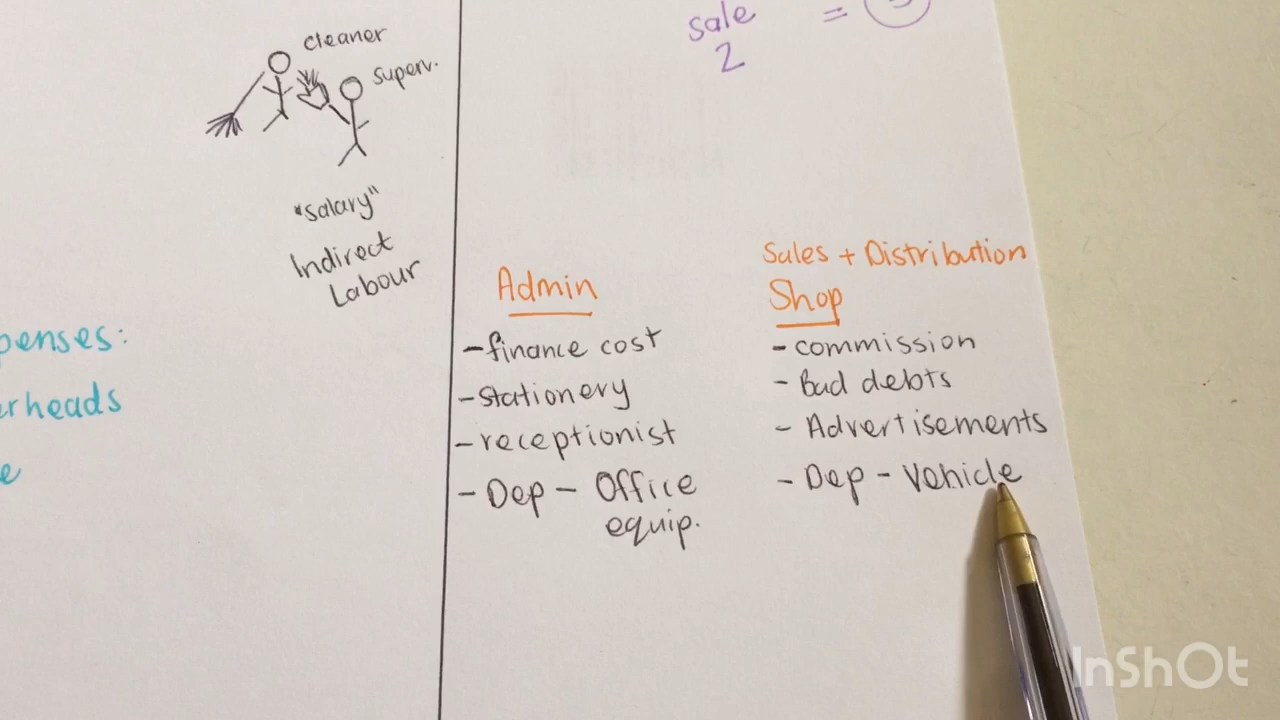 cleaner
superv.
"salary"
Indirect
Labour
penses:
rheads
e
sale
2
=
Admin
-finance cost
-stationery
-receptionist
-Dep - Office
equip.
Sales + Distribution
Shop
- commission
- Bad debts
- Advertisements
- Dep - Vehicle
InShOt